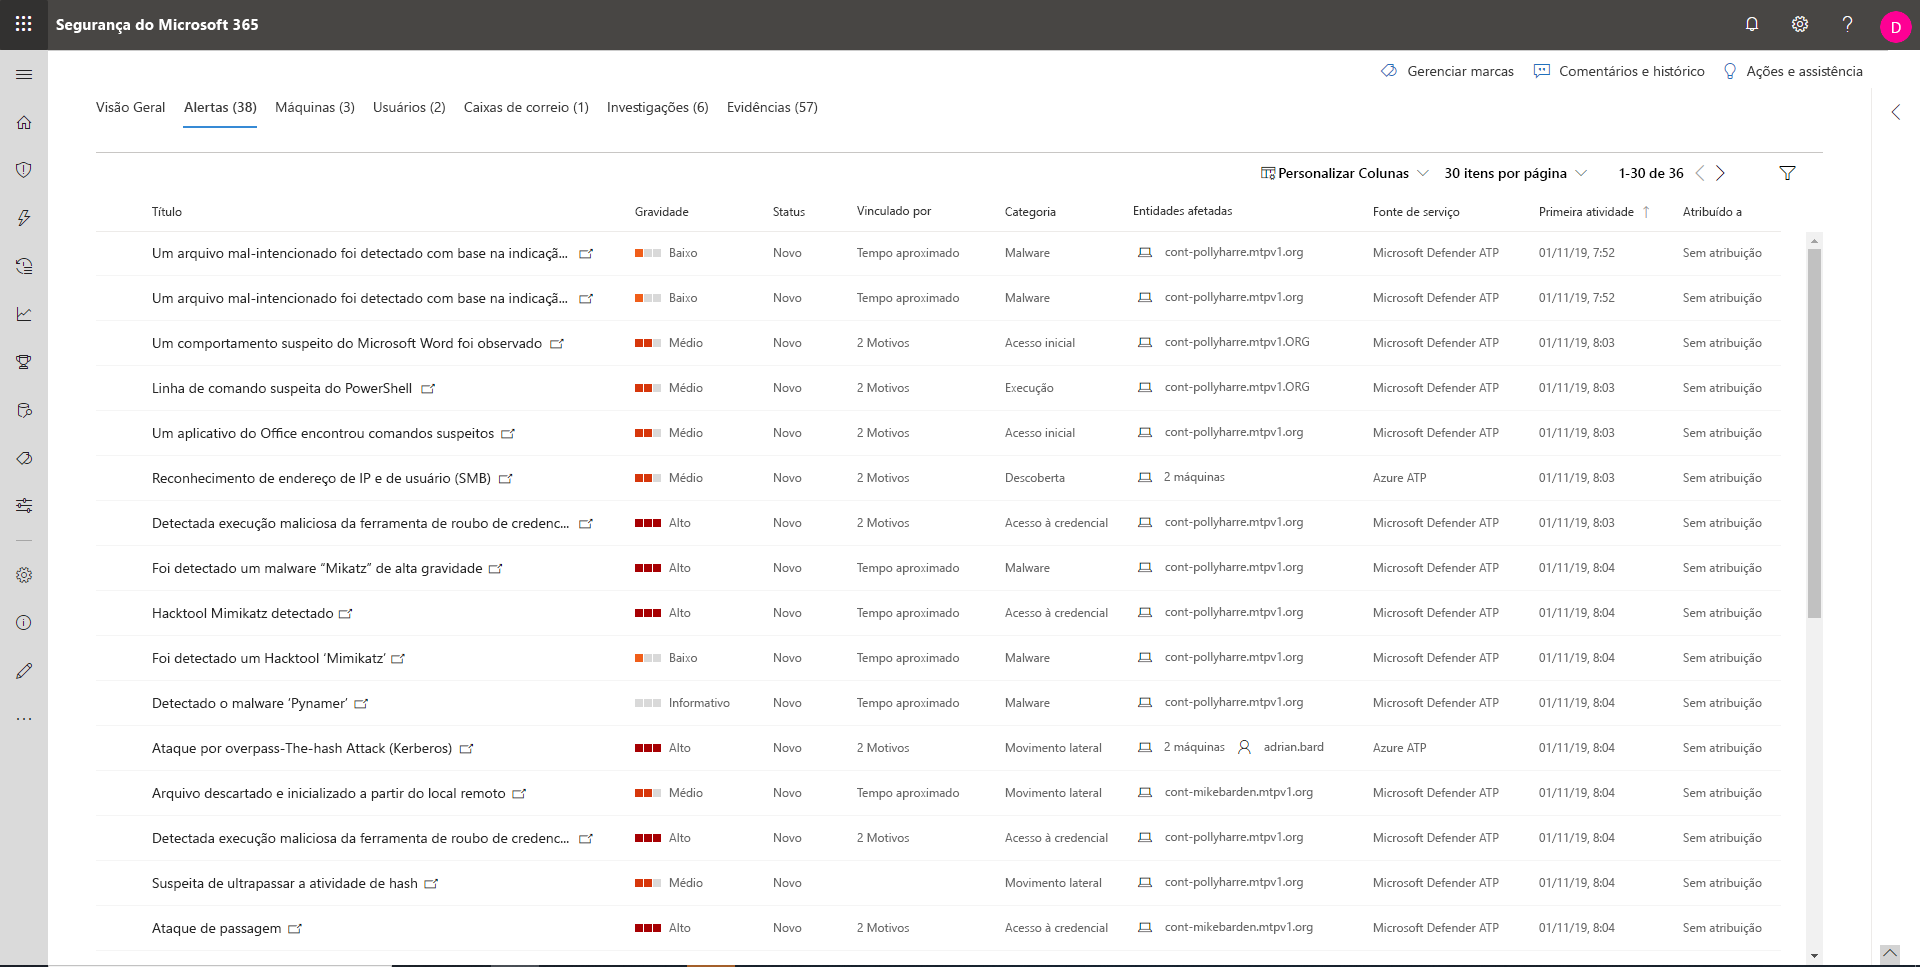 Segurança do Microsoft 365
D
Gerenciar marcas Comentários e histórico Ações e assistência
Visão Geral Alertas (38) Máquinas (3) Usuários (2) Caixas de correio (1) Investigações (6) Evidências (57)
Personalizar Colunas 30 itens por página 1-30 de 36
Título Gravidade Status Vinculado por Categoria Entidades afetadas Fonte de serviço Primeira atividade Atribuído a
Um arquivo mal-intencionado foi detectado com base na indicaçã... Baixo Novo Tempo aproximado Malware cont-pollyharre.mtpv1.org Microsoft Defender ATP 01/11/19, 7:52 Sem atribuição
Um arquivo mal-intencionado foi detectado com base na indicaçã... Baixo Novo Tempo aproximado Malware cont-pollyharre.mtpv1.org Microsoft Defender ATP 01/11/19, 7:52 Sem atribuição
Um comportamento suspeito do Microsoft Word foi observado Médio Novo 2 Motivos Acesso inicial cont-pollyharre.mtpv1.ORG Microsoft Defender ATP 01/11/19, 8:03 Sem atribuição
Linha de comando suspeita do PowerShell Médio Novo 2 Motivos Execução cont-pollyharre.mtpv1.ORG Microsoft Defender ATP 01/11/19, 8:03 Sem atribuição
Um aplicativo do Office encontrou comandos suspeitos Médio Novo 2 Motivos Acesso inicial cont-pollyharre.mtpv1.org Microsoft Defender ATP 01/11/19, 8:03 Sem atribuição
Reconhecimento de endereço de IP e de usuário (SMB) Médio Novo 2 Motivos Descoberta 2 máquinas Azure ATP 01/11/19, 8:03 Sem atribuição
Detectada execução maliciosa da ferramenta de roubo de credenc... Alto Novo 2 Motivos Acesso à credencial cont-pollyharre.mtpv1.org Microsoft Defender ATP 01/11/19, 8:03 Sem atribuição
Foi detectado um malware “Mikatz” de alta gravidade Alto Novo Tempo aproximado Malware cont-pollyharre.mtpv1.org Microsoft Defender ATP 01/11/19, 8:04 Sem atribuição
Hacktool Mimikatz detectado Alto Novo Tempo aproximado Acesso à credencial cont-pollyharre.mtpv1.org Microsoft Defender ATP 01/11/19, 8:04 Sem atribuição
Foi detectado um Hacktool ‘Mimikatz’ Baixo Novo Tempo aproximado Malware cont-pollyharre.mtpv1.org Microsoft Defender ATP 01/11/19, 8:04 Sem atribuição
Detectado o malware ‘Pynamer’ Informativo Novo Tempo aproximado Malware cont-pollyharre.mtpv1.org Microsoft Defender ATP 01/11/19, 8:04 Sem atribuição
Ataque por overpass-The-hash Attack (Kerberos) Alto Novo 2 Motivos Movimento lateral 2 máquinas adrian.bard Azure ATP 01/11/19, 8:04 Sem atribuição
Arquivo descartado e inicializado a partir do local remoto Médio Novo Tempo aproximado Movimento lateral cont-mikebarden.mtpv1.org Microsoft Defender ATP 01/11/19, 8:04 Sem atribuição
Detectada execução maliciosa da ferramenta de roubo de credenc... Alto Novo 2 Motivos Acesso à credencial cont-pollyharre.mtpv1.org Microsoft Defender ATP 01/11/19, 8:04 Sem atribuição
Suspeita de ultrapassar a atividade de hash Médio Novo Movimento lateral cont-pollyharre.mtpv1.org Microsoft Defender ATP 01/11/19, 8:04 Sem atribuição
Ataque de passagem Alto Novo 2 Motivos Acesso à credencial cont-mikebarden.mtpv1.org Microsoft Defender ATP 01/11/19, 8:04 Sem atribuição